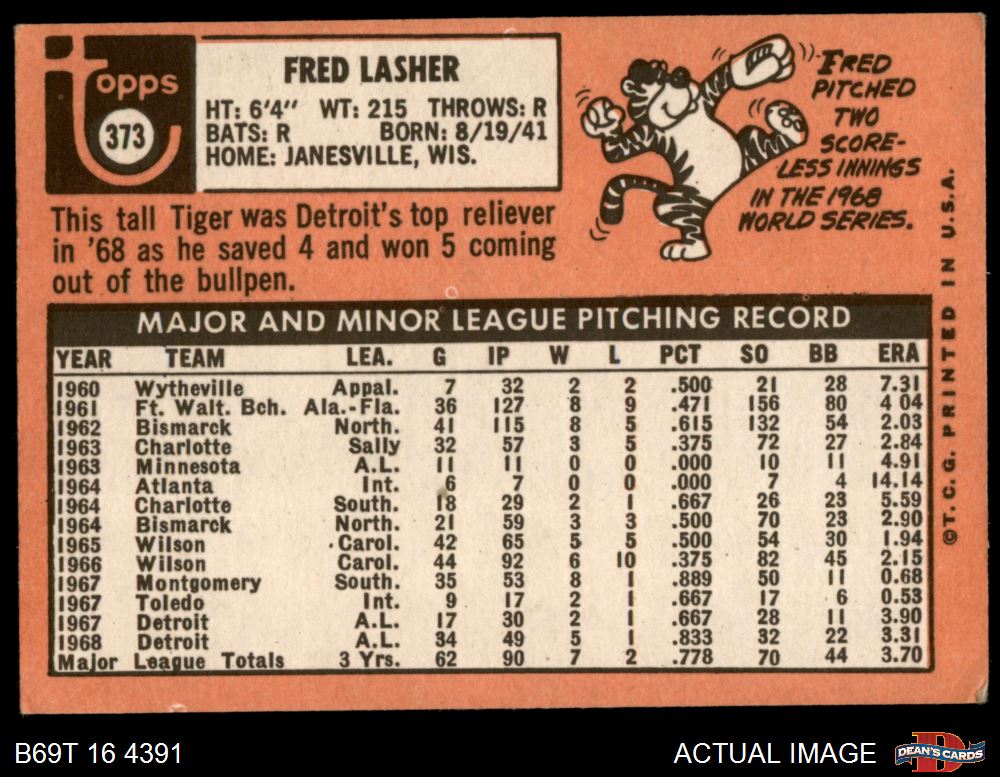 Topps
373
FRED LASHER
HT: 6'4" WT: 215 THROWS: R
BATS: R BORN: 8/19/41
HOME: JANESVILLE, WIS.
FRED
PITCHED
TWO
SCORE-
LESS INNINGS
IN THE 1968
WORLD SERIES.
This tall Tiger was Detroit's top reliever
in '68 as he saved 4 and won 5 coming
out of the bullpen.
MAJOR AND MINOR LEAGUE PITCHING RECORD
YEAR TEAM LEA. G IP W L PCT SO BB ERA
1960 Wytheville Appal. 7 32 2 2 .500 21 28 7.31
1961 Ft. Walt. Bch. Ala.-Fla. 36 127 8 9 .471 156 80 4 04
1962 Bismarck North. 41 115 8 5 .615 132 54 2.03
1963 Charlotte Sally 32 57 3 5 .375 72 27 2.84
1963 Minnesota A.L. 11 11 0 0 .000 10 11 4.91
1964 Atlanta Int. 6 7 0 0 .000 7 4 14.14
1964 Charlotte South. 18 29 2 1 .667 26 23 5.59
1964 Bismarck North. 21 59 3 3 .500 70 23 2.90
1965 Wilson Carol. 42 65 5 5 .500 54 30 1.94
1966 Wilson Carol. 44 92 6 10 .375 82 45 2.15
1967 Montgomery South. 35 53 8 1 .889 50 11 0.68
1967 Toledo Int. 9 17 2 1 .667 17 6 0.53
1967 Detroit A.L. 17 30 2 1 .667 28 11 3.90
1968 Detroit A.L. 34 49 5 1 .833 32 22 3.31
Major League Totals 3 Yrs. 62 90 7 2 .778 70 44 3.70
©T. C. G. PRINTED IN U.S.A.
B69T 16 4391
ACTUAL IMAGE
DEAN'S CARDS